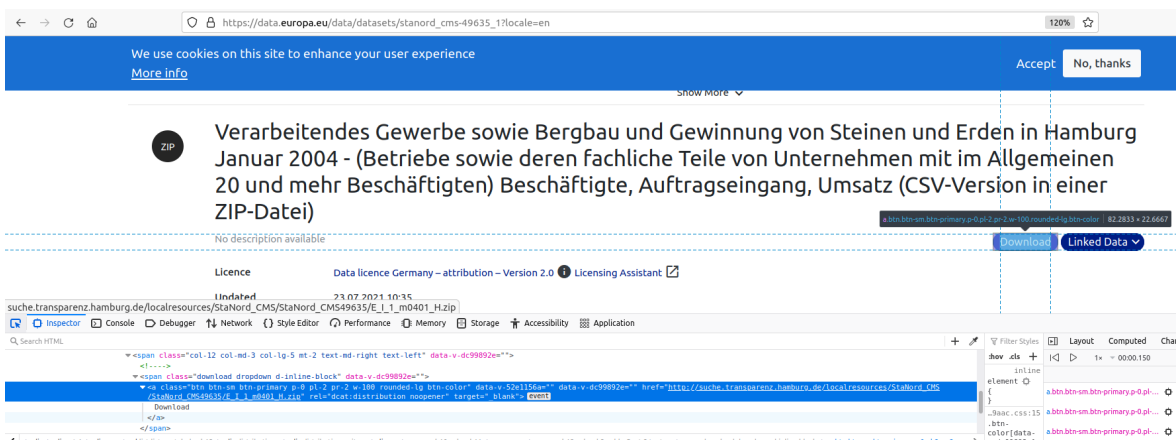 https://data.europa.eu/data/datasets/stanord_cms-49635_1?locale=en
120%
We use cookies on this site to enhance your user experience
More info
Accept
No, thanks
Show More
ZIP
Verarbeitendes Gewerbe sowie Bergbau und Gewinnung von Steinen und Erden in Hamburg
Januar 2004 - (Betriebe sowie deren fachliche Teile von Unternehmen mit im Allgemeinen
20 und mehr Beschäftigten) Beschäftigte, Auftragseingang, Umsatz (CSV-Version in einer
ZIP-Datei)
a.btn.btn-sm.btn-primary.p-0.pl-2.pr-2.w-100.rounded-lg.btn-color | 82.2833 × 22.6667
No description available
Download
Linked Data
Licence
Data licence Germany – attribution – Version 2.0
Licensing Assistant
Updated
23.07.2021 10:35
suche.transparenz.hamburg.de/localresources/StaNord_CMS/StaNord_CMS49635/E_I_1_m0401_H.zip
Inspector Console Debugger Network {} Style Editor Performance Memory Storage Accessibility Application
Search HTML
Filter Styles
Layout Computed
:hov .cls +
1× 00:00.150
<span class="col-12 col-md-3 col-lg-5 mt-2 text-md-right text-left" data-v-dc99892e="">
<!---->
<span class="download dropdown d-inline-block" data-v-dc99892e="">
<a class="btn btn-sm btn-primary p-0 pl-2 pr-2 w-100 rounded-lg btn-color" data-v-52e1156a="" data-v-dc99892e="" href="http://suche.transparenz.hamburg.de/localresources/StaNord_CMS
/StaNord_CMS49635/E_I_1_m0401_H.zip" rel="dcat:distribution noopener" target="_blank"> event
Download
</a>
</span>
inline
element
{
}
…9aac.css:15
.btn-
color[data-
a.btn.btn-sm.btn-primary.p-0.pl-…
a.btn.btn-sm.btn-primary.p-0.pl-…
a.btn.btn-sm.btn-primary.p-0.pl-…